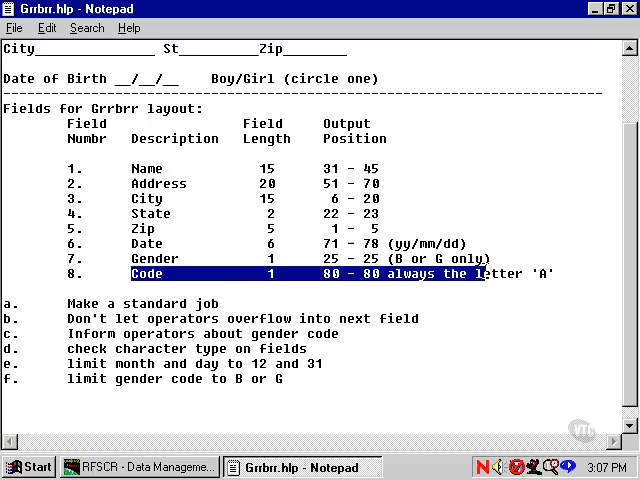 Grrbrr.hlp - Notepad
File Edit Search Help
City_______________ St__________Zip________
Date of Birth __/__/__ Boy/Girl (circle one)
---------------------------------------------------------------------------
Fields for Grrbrr layout:
Field Field Output
Numbr Description Length Position
1. Name 15 31 - 45
2. Address 20 51 - 70
3. City 15 6 - 20
4. State 2 22 - 23
5. Zip 5 1 - 5
6. Date 6 71 - 78 (yy/mm/dd)
7. Gender 1 25 - 25 (B or G only)
8. Code 1 80 - 80 always the letter 'A'
a. Make a standard job
b. Don't let operators overflow into next field
c. Inform operators about gender code
d. check character type on fields
e. limit month and day to 12 and 31
f. limit gender code to B or G
VTC
Start RFSCR - Data Management... Grrbrr.hlp - Notepad N 3:07 PM